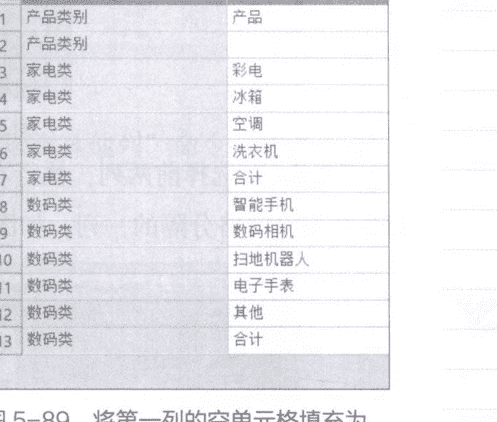 1 产品类别 产品
2 产品类别
3 家电类 彩电
4 家电类 冰箱
5 家电类 空调
6 家电类 洗衣机
7 家电类 合计
8 数码类 智能手机
9 数码类 数码相机
10 数码类 扫地机器人
11 数码类 电子手表
12 数码类 其他
13 数码类 合计
5-89 将第一列的空单元格填充为